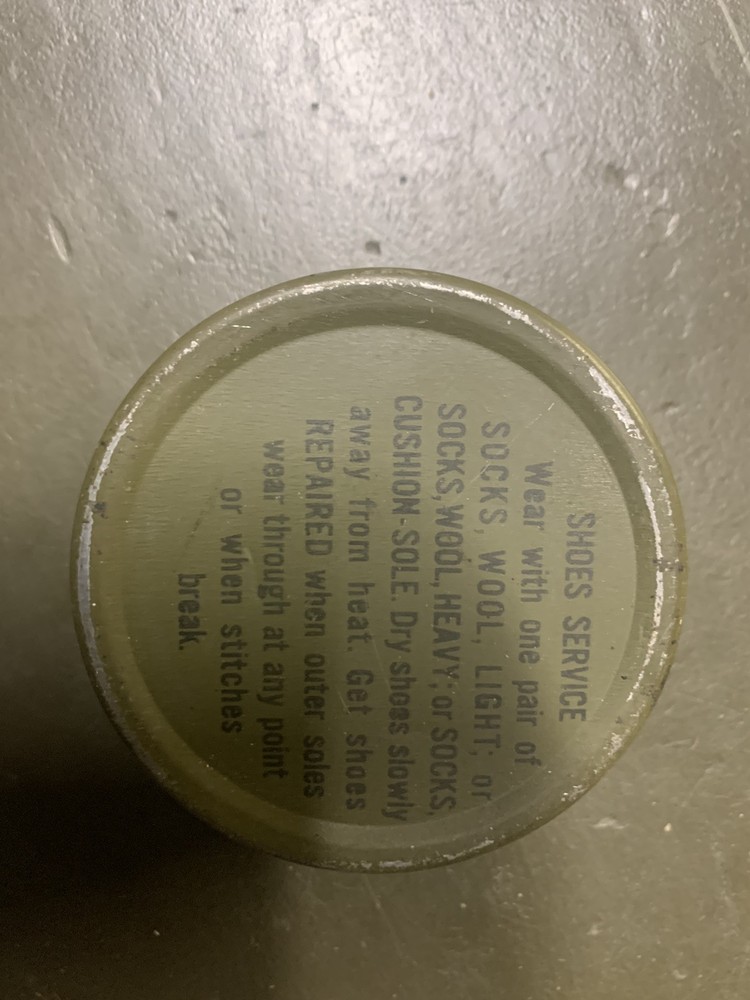 SHOES SERVICE
Wear with one pair of
SOCKS, WOOL, LIGHT; or
SOCKS, WOOL, HEAVY; or SOCKS,
CUSHION-SOLE. Dry shoes slowly
away from heat. Get shoes
REPAIRED when outer soles
wear through at any point
or when stitches
break.